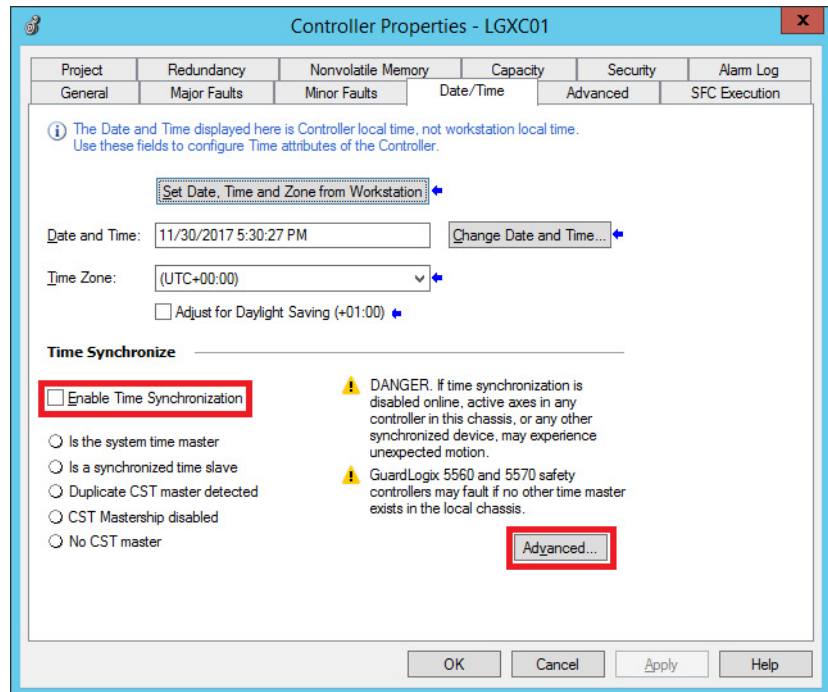 Controller Properties - LGXC01
x
Project Redundancy Nonvolatile Memory Capacity Security Alarm Log
General Major Faults Minor Faults Date/Time Advanced SFC Execution
The Date and Time displayed here is Controller local time, not workstation local time.
Use these fields to configure Time attributes of the Controller.
Set Date, Time and Zone from Workstation
Date and Time: 11/30/2017 5:30:27 PM Change Date and Time...
Time Zone: (UTC+00:00)
Adjust for Daylight Saving (+01:00)
Time Synchronize
Enable Time Synchronization
Is the system time master
Is a synchronized time slave
Duplicate CST master detected
CST Mastership disabled
No CST master
DANGER. If time synchronization is
disabled online, active axes in any
controller in this chassis, or any other
synchronized device, may experience
unexpected motion.
GuardLogix 5560 and 5570 safety
controllers may fault if no other time master
exists in the local chassis.
Advanced...
OK Cancel Apply Help